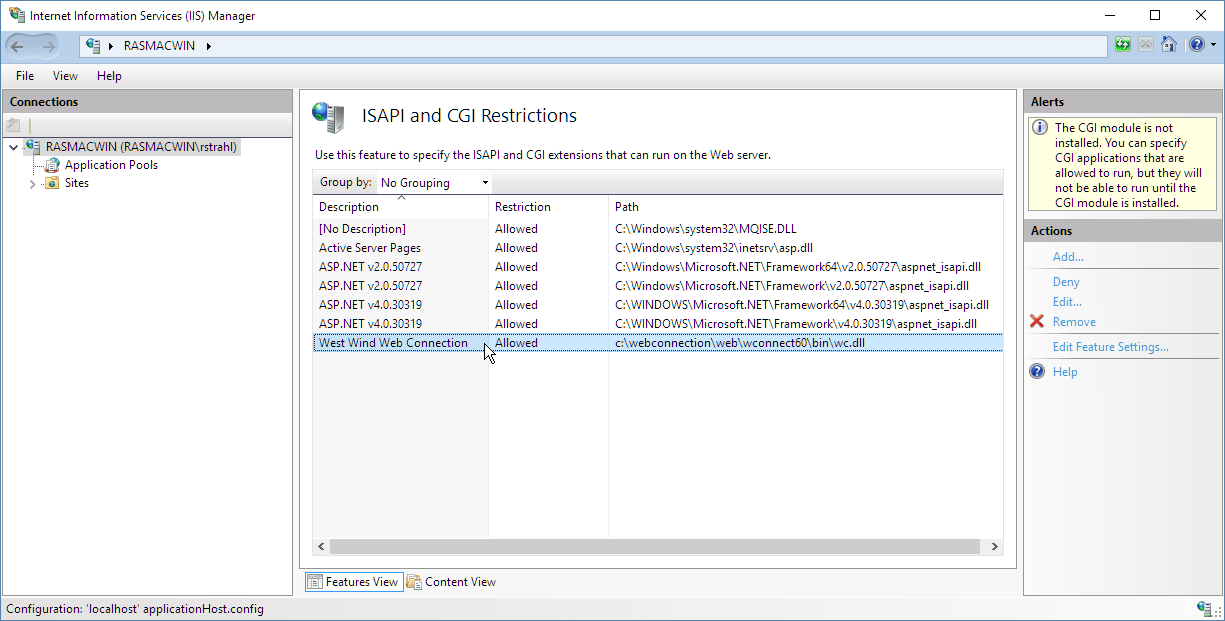 Internet Information Services (IIS) Manager
RASMACWIN
File View Help
Connections
RASMACWIN (RASMACWIN\rstrahl)
Application Pools
Sites
ISAPI and CGI Restrictions
Use this feature to specify the ISAPI and CGI extensions that can run on the Web server.
Group by: No Grouping
Description Restriction Path
[No Description] Allowed C:\Windows\system32\MQISE.DLL
Active Server Pages Allowed C:\Windows\system32\inetsrv\asp.dll
ASP.NET v2.0.50727 Allowed C:\Windows\Microsoft.NET\Framework64\v2.0.50727\aspnet_isapi.dll
ASP.NET v2.0.50727 Allowed C:\Windows\Microsoft.NET\Framework\v2.0.50727\aspnet_isapi.dll
ASP.NET v4.0.30319 Allowed C:\WINDOWS\Microsoft.NET\Framework64\v4.0.30319\aspnet_isapi.dll
ASP.NET v4.0.30319 Allowed C:\WINDOWS\Microsoft.NET\Framework\v4.0.30319\aspnet_isapi.dll
West Wind Web Connection Allowed c:\webconnection\web\wconnect60\bin\wc.dll
Features View Content View
Alerts
The CGI module is not
installed. You can specify
CGI applications that are
allowed to run, but they will
not be able to run until the
CGI module is installed.
Actions
Add...
Deny
Edit...
Remove
Edit Feature Settings...
Help
Configuration: 'localhost' applicationHost.config